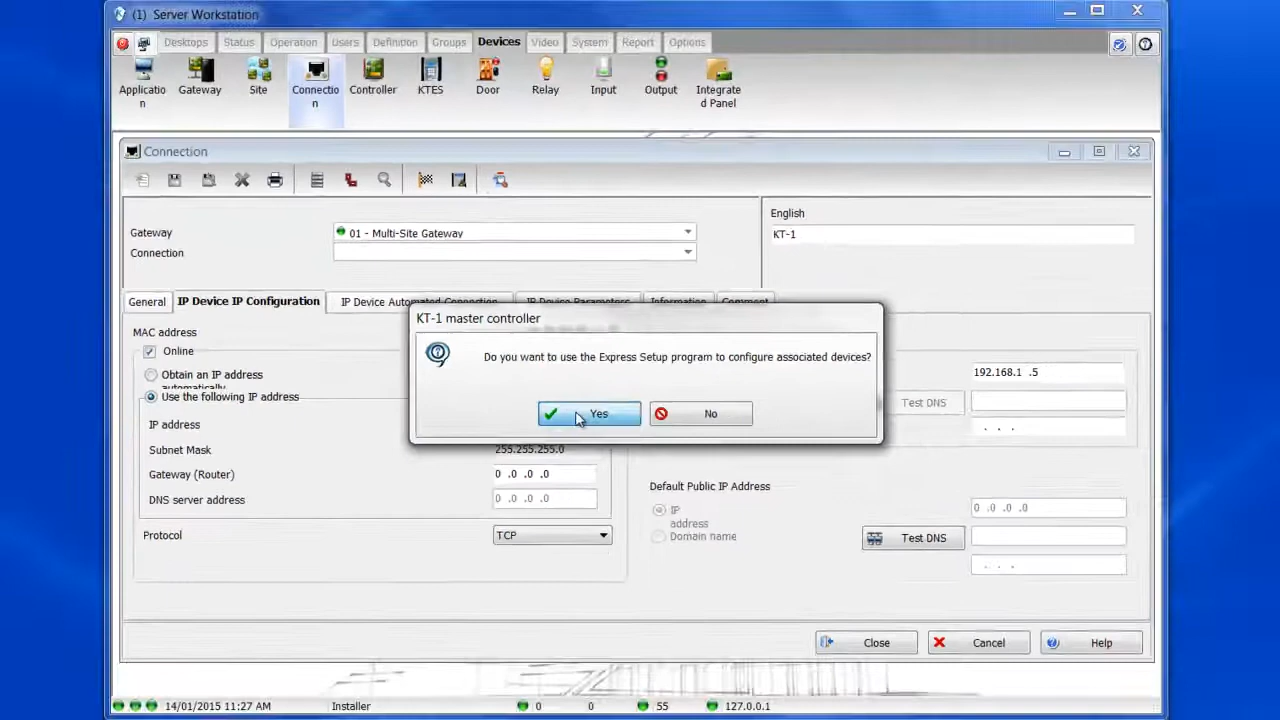 (1) Server Workstation
Desktops Status Operation Users Definition Groups Devices Video System Report Options
Applicatio
n
Gateway
Site
Connectio
n
Controller
KTES
Door
Relay
Input
Output
Integrate
d Panel
Connection
English
Gateway
01 - Multi-Site Gateway
KT-1
Connection
General
IP Device IP Configuration
IP Device Automated Connection
IP Device Parameters
Information
Comment
KT-1 master controller
MAC address
Online
Do you want to use the Express Setup program to configure associated devices?
Obtain an IP address
automatically
192.168.1 .5
Use the following IP address
Test DNS
Yes
No
IP address
. . .
Subnet Mask
255.255.255.0
Gateway (Router)
0 .0 .0 .0
Default Public IP Address
DNS server address
0 .0 .0 .0
IP
address
0 .0 .0 .0
Protocol
TCP
Domain name
Test DNS
. . .
Close
Cancel
Help
14/01/2015 11:27 AM
Installer
0
0
55
127.0.0.1